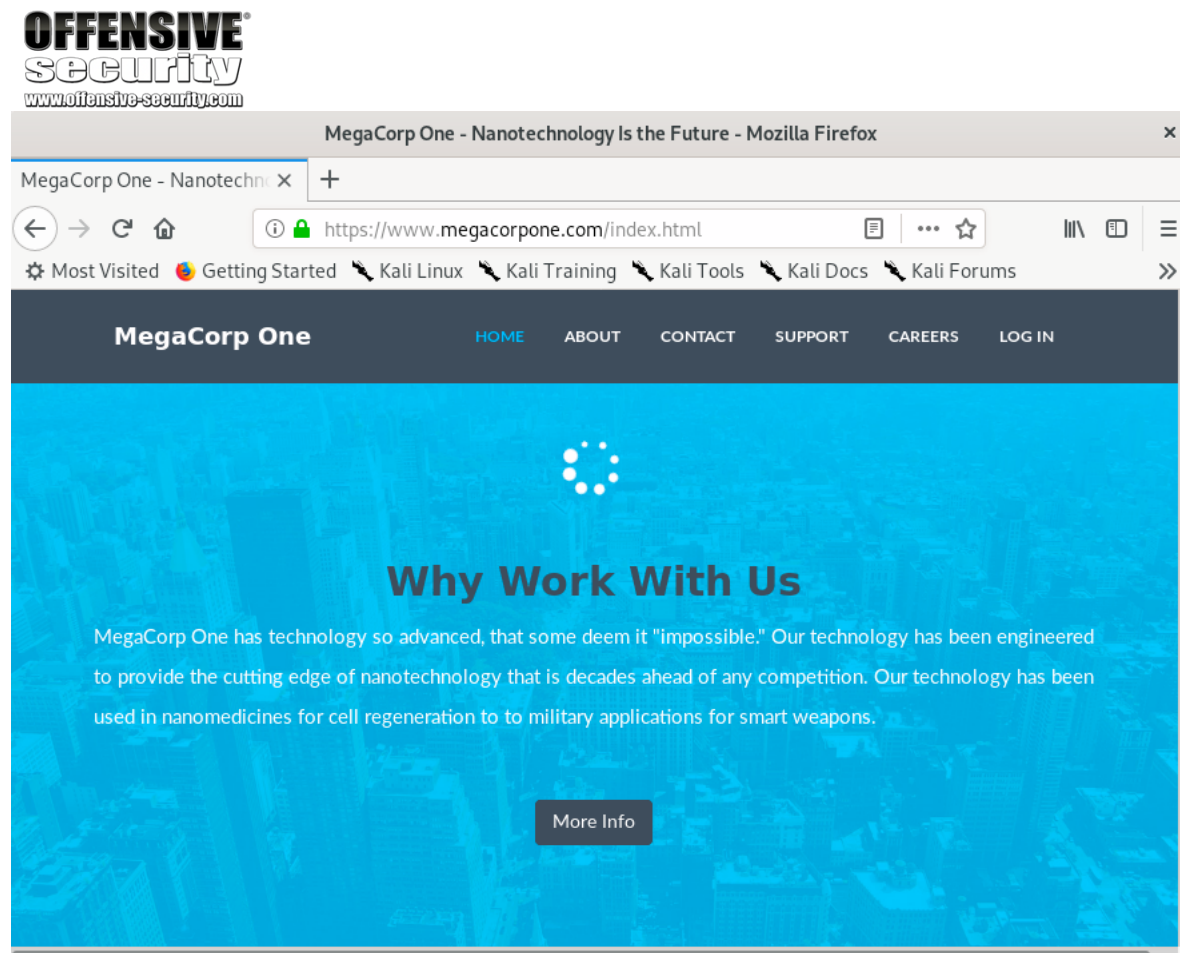 OFFENSIVE
security
www.offensive-security.com
MegaCorp One - Nanotechnology Is the Future - Mozilla Firefox
MegaCorp One - Nanotechn
https://www.megacorpone.com/index.html
Most Visited Getting Started Kali Linux Kali Training Kali Tools Kali Docs Kali Forums
MegaCorp One HOME ABOUT CONTACT SUPPORT CAREERS LOG IN
Why Work With Us
MegaCorp One has technology so advanced, that some deem it "impossible." Our technology has been engineered
to provide the cutting edge of nanotechnology that is decades ahead of any competition. Our technology has been
used in nanomedicines for cell regeneration to to military applications for smart weapons.
More Info